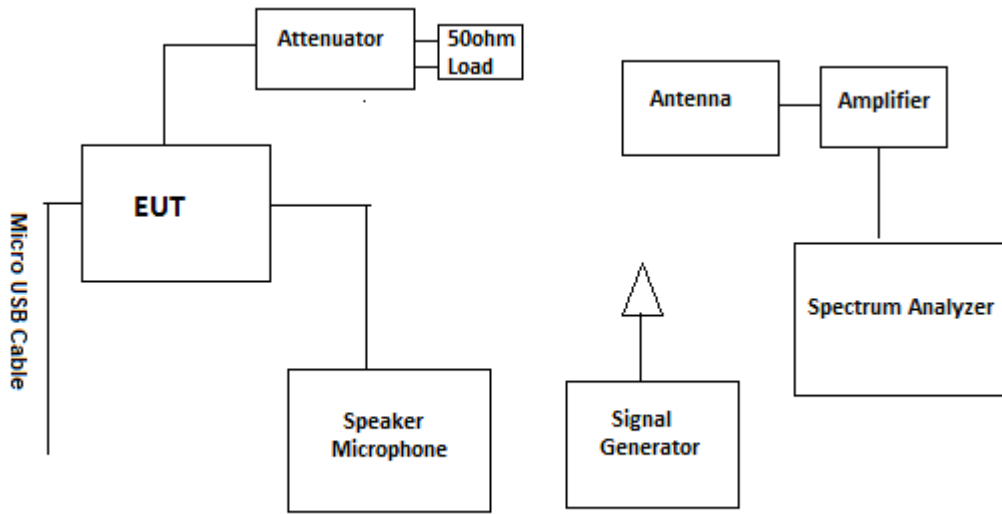 Attenuator
50ohm
Load
Antenna
Amplifier
EUT
Micro USB Cable
Spectrum Analyzer
Speaker
Microphone
Signal
Generator